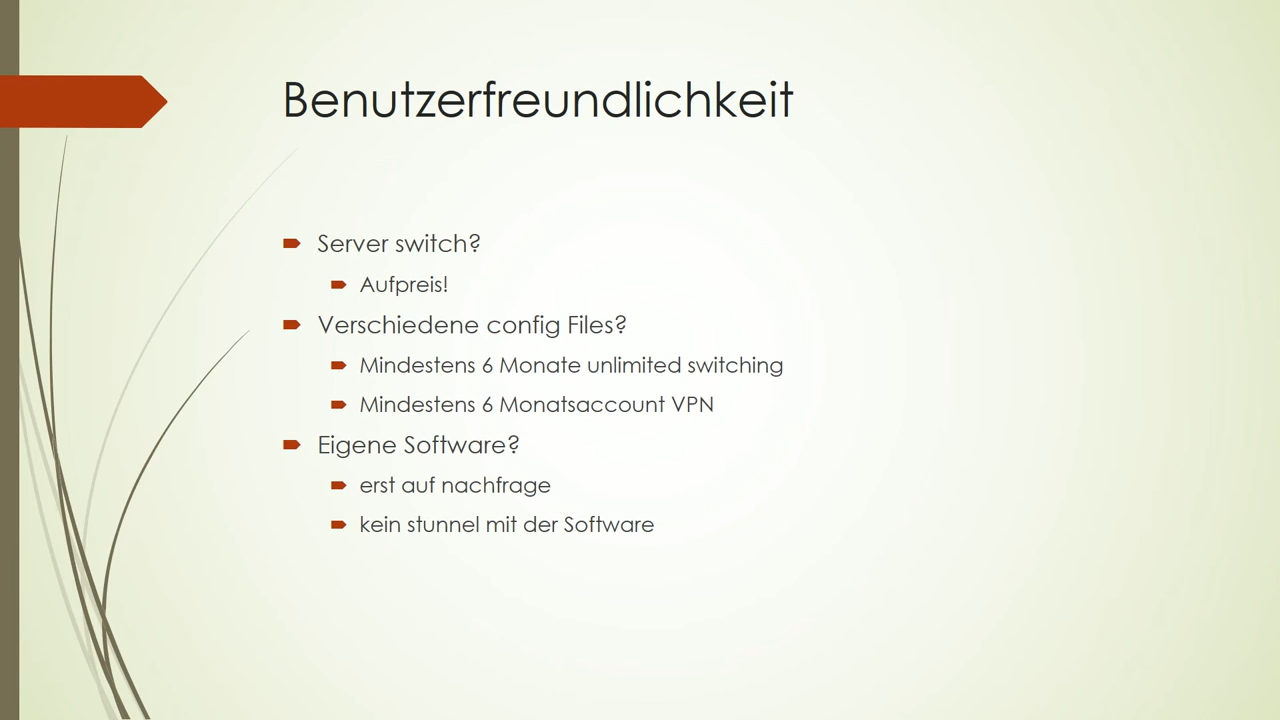 Benutzerfreundlichkeit
Server switch?
Aufpreis!
Verschiedene config Files?
Mindestens 6 Monate unlimited switching
Mindestens 6 Monatsaccount VPN
Eigene Software?
erst auf nachfrage
kein stunnel mit der Software